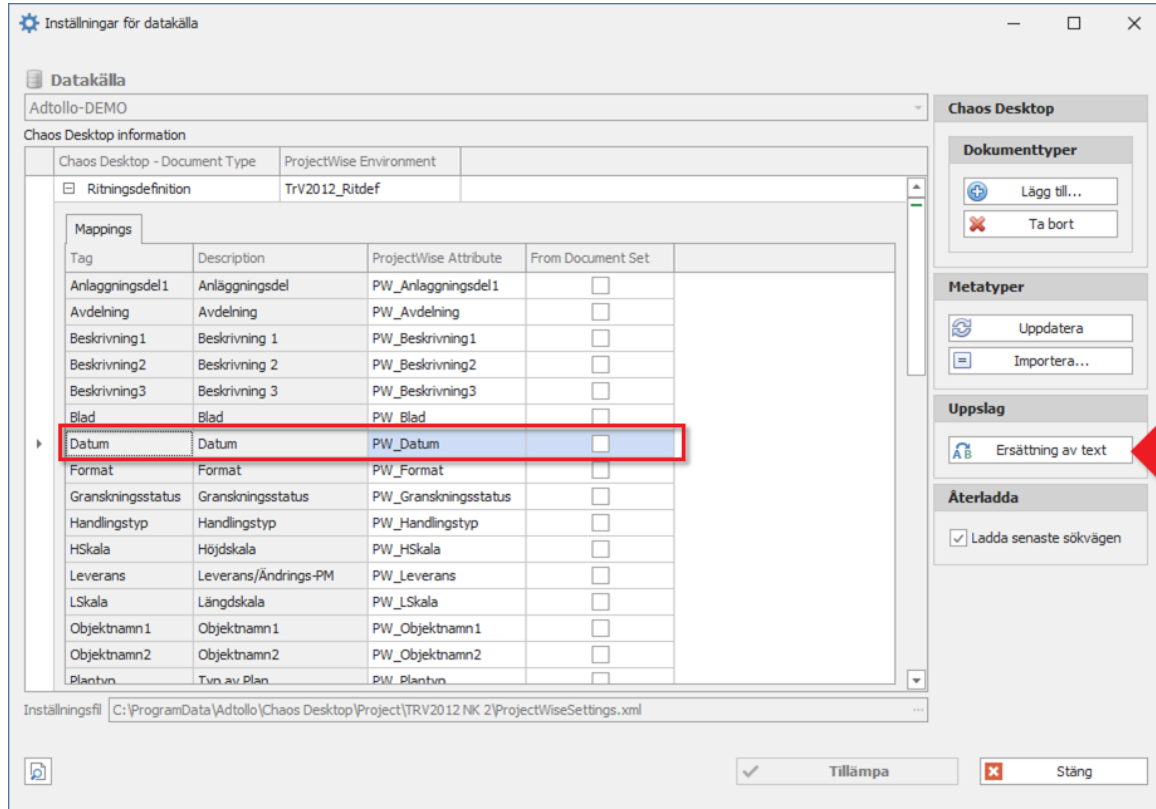 Inställningar för datakälla
Datakälla
Adtollo-DEMO
Chaos Desktop information
Chaos Desktop - Document Type ProjectWise Environment
Ritningsdefinition TrV2012_Ritdef
Mappings
Tag Description ProjectWise Attribute From Document Set
Anlaggningsdel1 Anläggningsdel PW_Anlaggningsdel1
Avdelning Avdelning PW_Avdelning
Beskrivning1 Beskrivning 1 PW_Beskrivning1
Beskrivning2 Beskrivning 2 PW_Beskrivning2
Beskrivning3 Beskrivning 3 PW_Beskrivning3
Blad Blad PW_Blad
Datum Datum PW_Datum
Format Format PW_Format
Granskningsstatus Granskningsstatus PW_Granskningsstatus
Handlingstyp Handlingstyp PW_Handlingstyp
HSkala Höjdskala PW_HSkala
Leverans Leverans/Ändrings-PM PW_Leverans
LSkala Längdskala PW_LSkala
Objektnamn1 Objektnamn1 PW_Objektnamn1
Objektnamn2 Objektnamn2 PW_Objektnamn2
Plantyp Typ av Plan PW_Plantyp
Inställningsfil C:\ProgramData\Adtollo\Chaos Desktop\Project\TRV2012 NK 2\ProjectWiseSettings.xml
Chaos Desktop
Dokumenttyper
Lägg till...
Ta bort
Metatyper
Uppdatera
Importera...
Uppslag
A B Ersättning av text
Återladda
Ladda senaste sökvägen
Tillämpa
Stäng